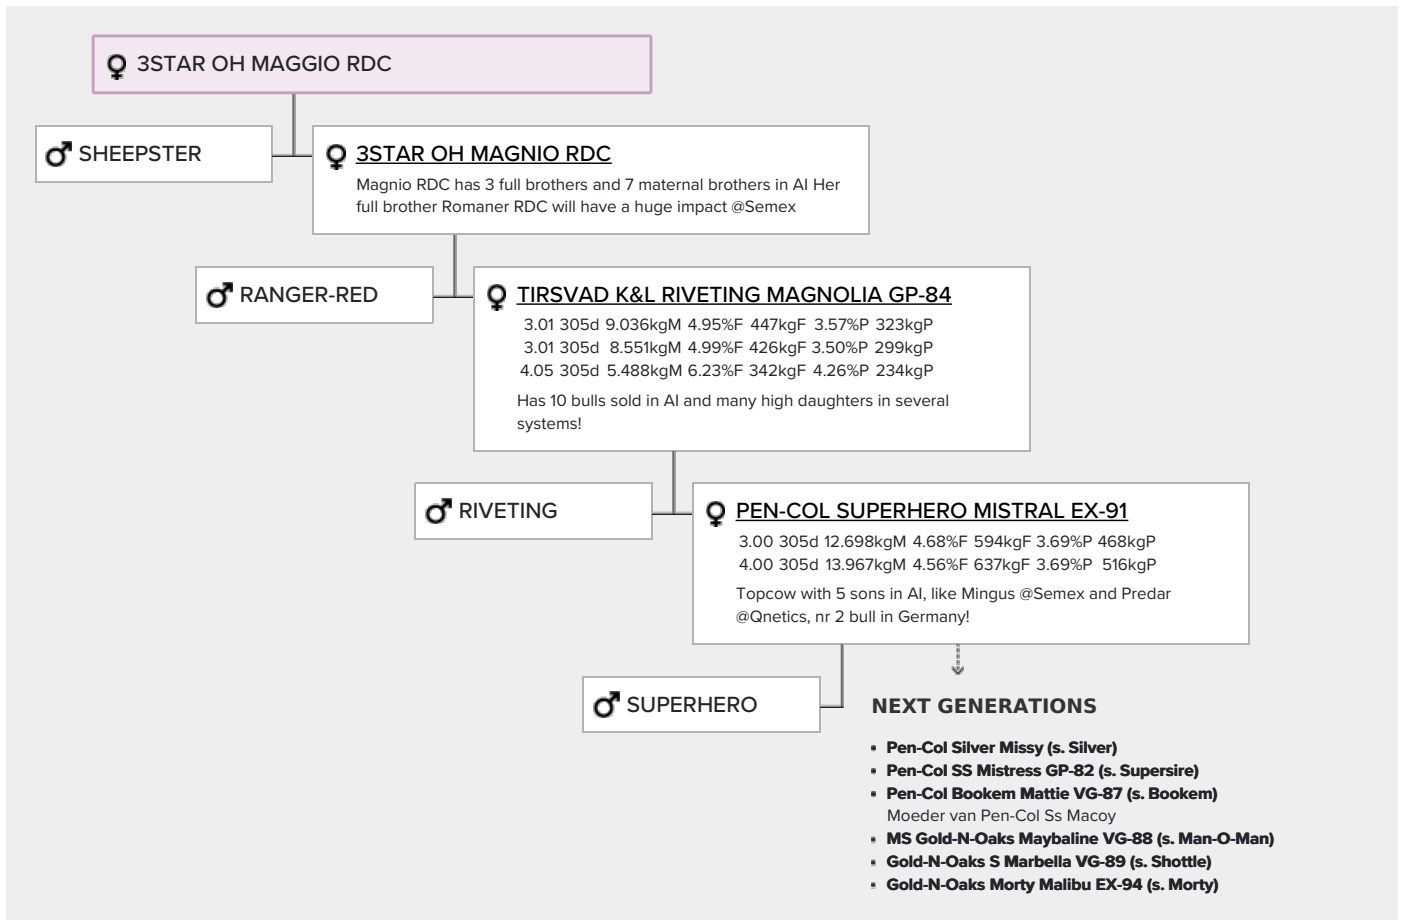 3STAR OH MAGGIO RDC
SHEEPSTER
3STAR OH MAGNIO RDC
Magnio RDC has 3 full brothers and 7 maternal brothers in AI Her
full brother Romaner RDC will have a huge impact @Semex
RANGER-RED
TIRSVAD K&L RIVETING MAGNOLIA GP-84
3.01 305d 9.036kgM 4.95%F 447kgF 3.57%P 323kgP
3.01 305d 8.551kgM 4.99%F 426kgF 3.50%P 299kgP
4.05 305d 5.488kgM 6.23%F 342kgF 4.26%P 234kgP
Has 10 bulls sold in AI and many high daughters in several
systems!
RIVETING
PEN-COL SUPERHERO MISTRAL EX-91
3.00 305d 12.698kgM 4.68%F 594kgF 3.69%P 468kgP
4.00 305d 13.967kgM 4.56%F 637kgF 3.69%P 516kgP
Topcow with 5 sons in AI, like Mingus @Semex and Predar
@Qnetics, nr 2 bull in Germany!
SUPERHERO
NEXT GENERATIONS
Pen-Col Silver Missy (s. Silver)
Pen-Col SS Mistress GP-82 (s. Supersire)
Pen-Col Bookem Mattie VG-87 (s. Bookem)
Moeder van Pen-Col Ss Macoy
MS Gold-N-Oaks Maybaline VG-88 (s. Man-O-Man)
Gold-N-Oaks S Marbella VG-89 (s. Shottle)
Gold-N-Oaks Morty Malibu EX-94 (s. Morty)